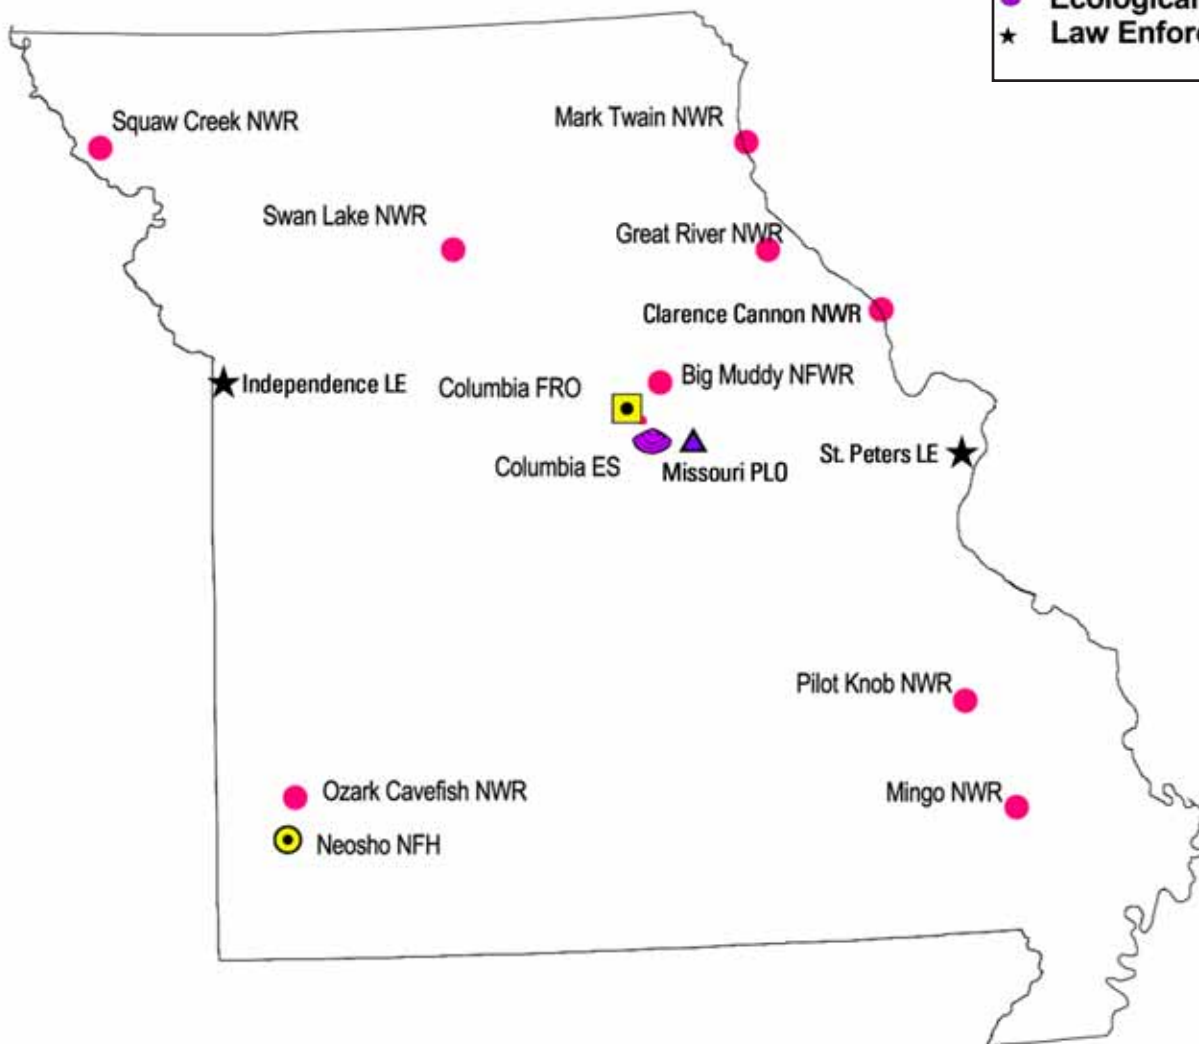 Ecological
Law Enfor
Squaw Creek NWR
Mark Twain NWR
Swan Lake NWR
Great River NWR
Clarence Cannon NWR
Independence LE
Columbia FRO
Big Muddy NFWR
Columbia ES
Missouri PLO
St. Peters LE
Pilot Knob NWR
Ozark Cavefish NWR
Mingo NWR
Neosho NFH